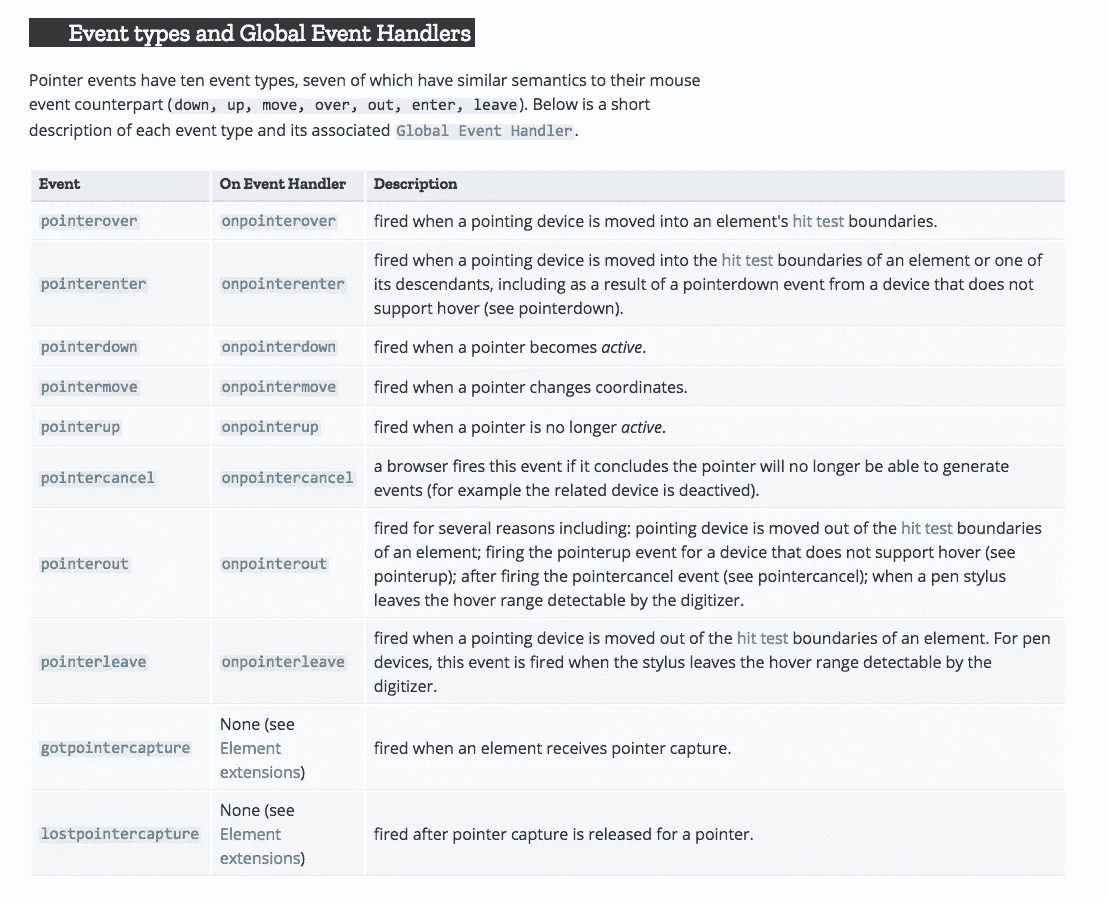 Event types and Global Event Handlers
Pointer events have ten event types, seven of which have similar semantics to their mouse
event counterpart (down, up, move, over, out, enter, leave). Below is a short
description of each event type and its associated Global Event Handler.
Event On Event Handler Description
pointerover onpointerover fired when a pointing device is moved into an element's hit test boundaries.
pointerenter onpointerenter fired when a pointing device is moved into the hit test boundaries of an element or one of
its descendants, including as a result of a pointerdown event from a device that does not
support hover (see pointerdown).
pointerdown onpointerdown fired when a pointer becomes active.
pointermove onpointermove fired when a pointer changes coordinates.
pointerup onpointerup fired when a pointer is no longer active.
pointercancel onpointercancel a browser fires this event if it concludes the pointer will no longer be able to generate
events (for example the related device is deactived).
pointerout onpointerout fired for several reasons including: pointing device is moved out of the hit test boundaries
of an element; firing the pointerup event for a device that does not support hover (see
pointerup); after firing the pointercancel event (see pointercancel); when a pen stylus
leaves the hover range detectable by the digitizer.
pointerleave onpointerleave fired when a pointing device is moved out of the hit test boundaries of an element. For pen
devices, this event is fired when the stylus leaves the hover range detectable by the
digitizer.
gotpointercapture None (see
Element
extensions) fired when an element receives pointer capture.
lostpointercapture None (see
Element
extensions) fired after pointer capture is released for a pointer.